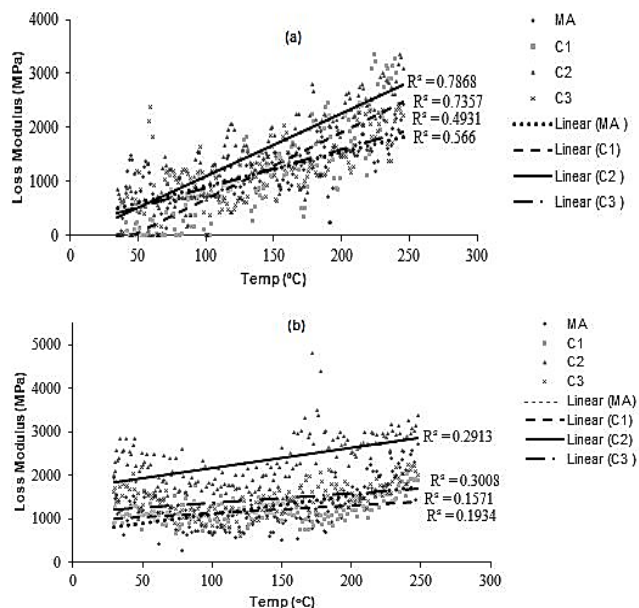 (a)
4000
3000
2000
1000
0
Loss Modulus (MPa)
0
50
100
150
200
250
300
Temp (ºC)
R² = 0.7868
R² = 0.7357
R² = 0.4931
R² = 0.566
MA
C1
C2
C3
Linear (MA )
Linear (C1)
Linear (C2 )
Linear (C3 )
(b)
5000
4000
3000
2000
1000
0
Loss Modulus (MPa)
0
50
100
150
200
250
300
Temp (ºC)
R² = 0.2913
R² = 0.3008
R² = 0.1571
R² = 0.1934
MA
C1
C2
C3
Linear (MA)
Linear (C1)
Linear (C2)
Linear (C3 )